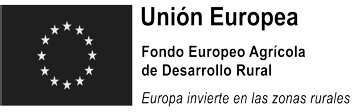 Unión Europea
Fondo Europeo Agrícola
de Desarrollo Rural
Europa invierte en las zonas rurales